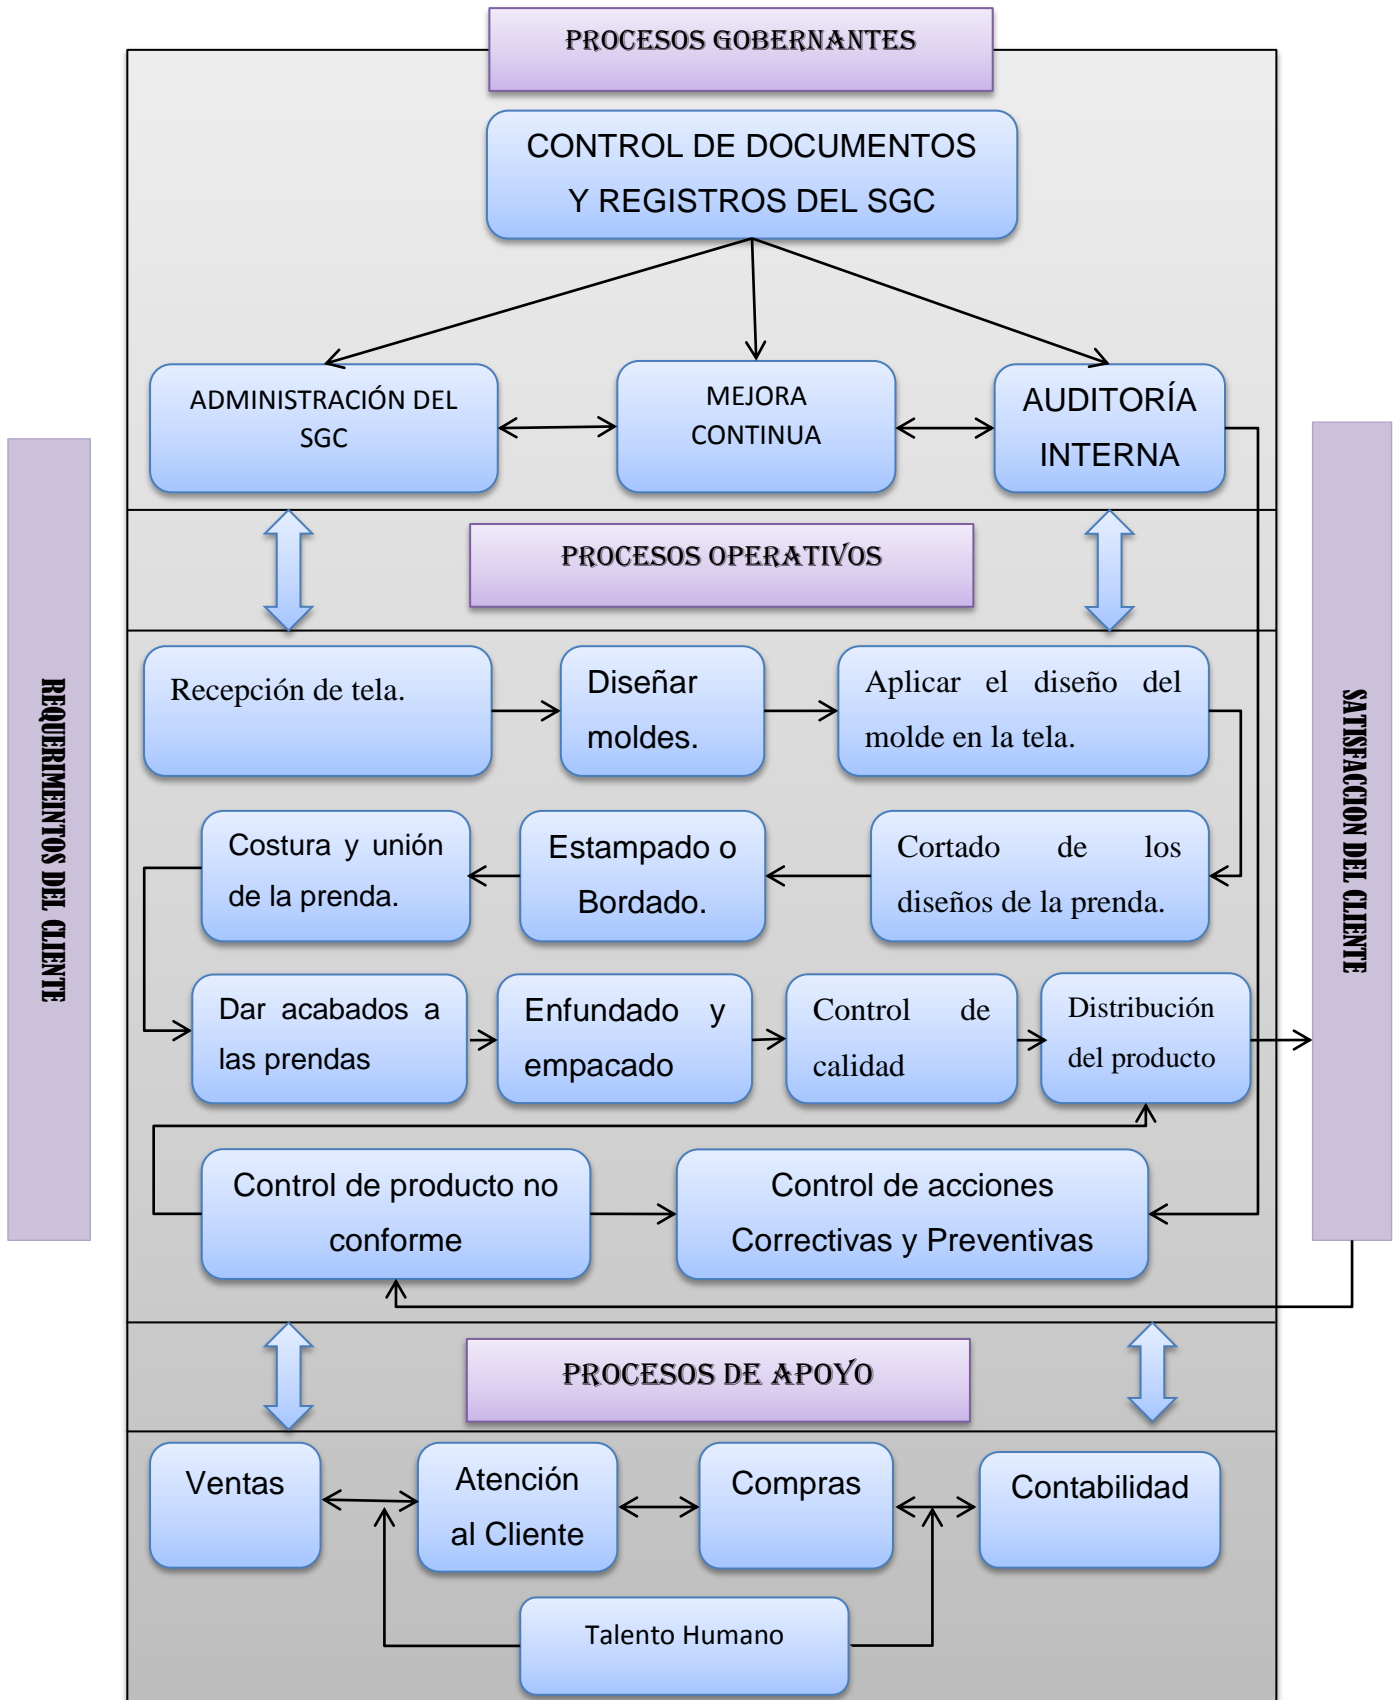 PROCESOS GOBERNANTES
CONTROL DE DOCUMENTOS
Y REGISTROS DEL SGC
ADMINISTRACIÓN DEL
SGC
MEJORA
CONTINUA
AUDITORÍA
INTERNA
REQUERIMIENTOS DEL CLIENTE
SATISFACCION DEL CLIENTE
PROCESOS OPERATIVOS
Recepción de tela.
Diseñar
moldes.
Aplicar el diseño del
molde en la tela.
Costura y unión
de la prenda.
Estampado o
Bordado.
Cortado de los
diseños de la prenda.
Dar acabados a
las prendas
Enfundado y
empacado
Control de
calidad
Distribución
del producto
Control de producto no
conforme
Control de acciones
Correctivas y Preventivas
PROCESOS DE APOYO
Ventas
Atención
al Cliente
Compras
Contabilidad
Talento Humano